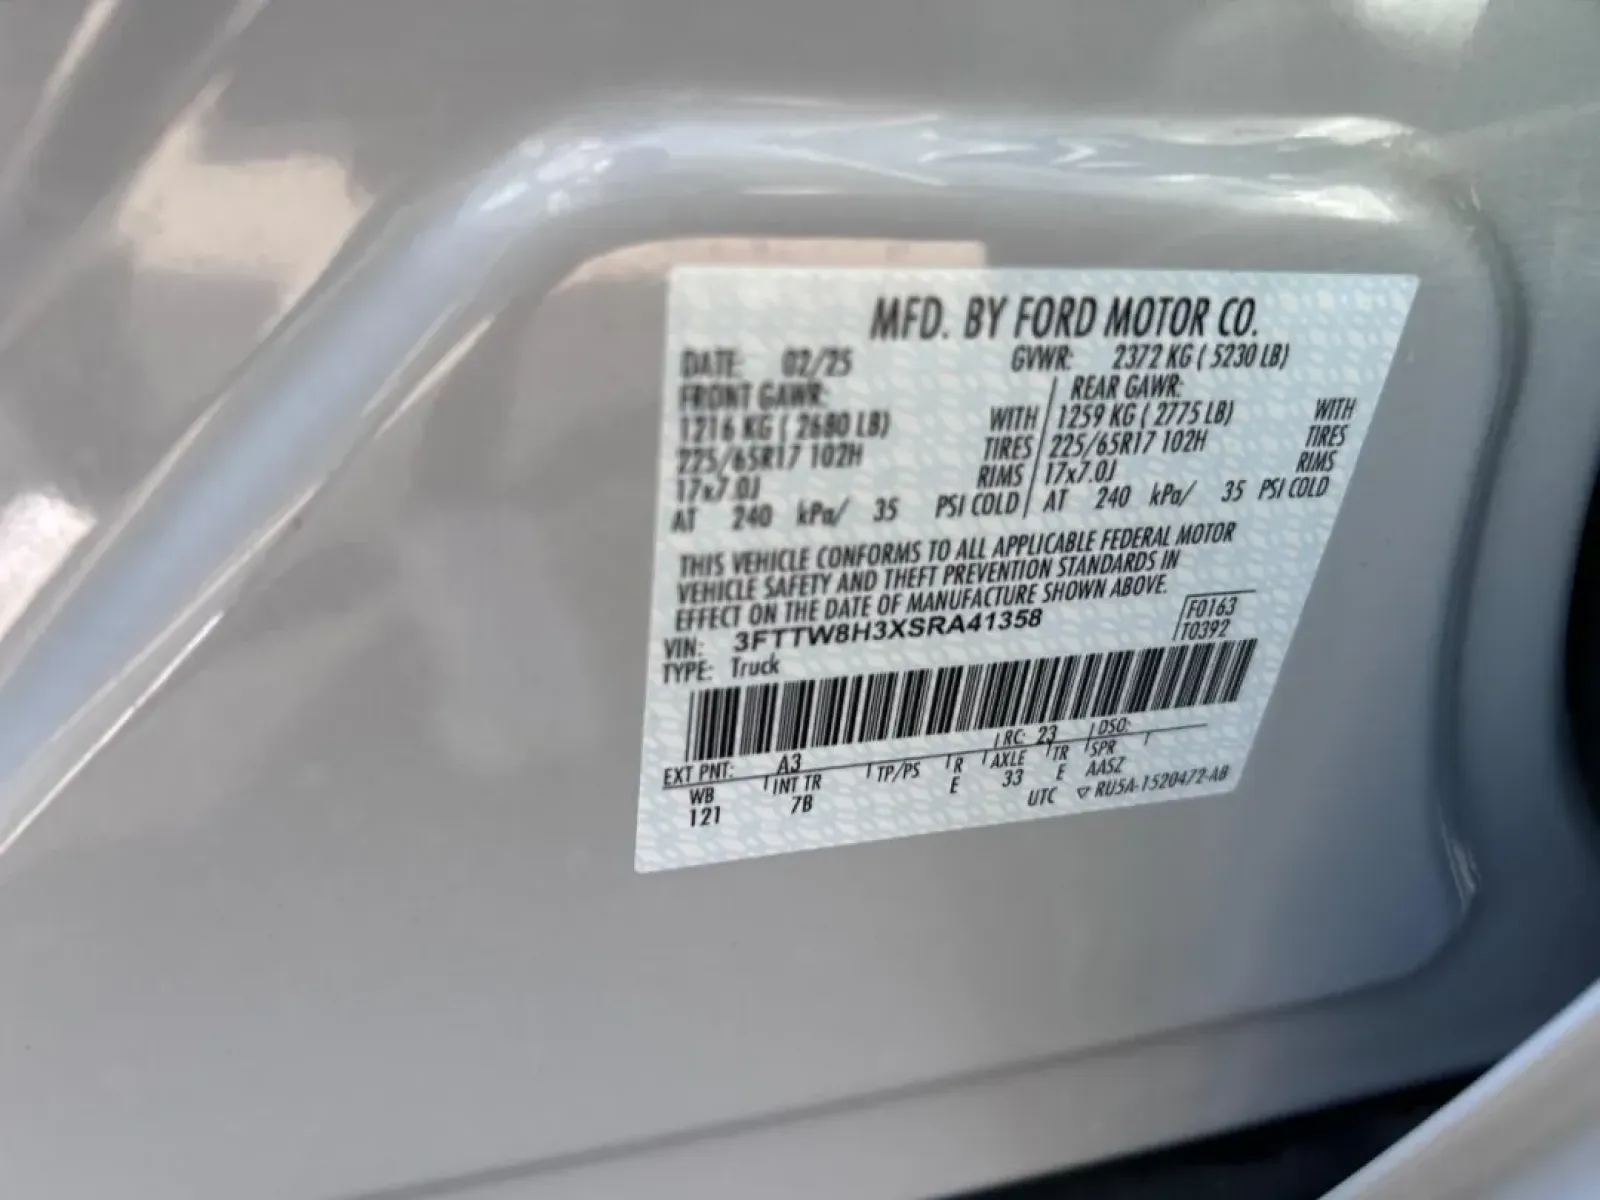 MFD. BY FORD MOTOR CO.
DATE: 02/25 GVWR: 2372 KG ( 5230 LB)
FRONT GAWR: REAR GAWR:
1216 KG ( 2680 LB) WITH 1259 KG ( 2775 LB) WITH
225/65R17 102H TIRES 225/65R17 102H TIRES
17x7.0J RIMS 17x7.0J RIMS
AT 240 kPa/ 35 PSI COLD AT 240 kPa/ 35 PSI COLD
THIS VEHICLE CONFORMS TO ALL APPLICABLE FEDERAL MOTOR
VEHICLE SAFETY AND THEFT PREVENTION STANDARDS IN
EFFECT ON THE DATE OF MANUFACTURE SHOWN ABOVE.
VIN: 3FTTW8H3XSRA41358 F0163
TYPE: Truck T0392
EXT PNT: A3 RC: 23 DSO:
WB INT TR TP/PS R AXLE TR SPR
121 7B E 33 E AASZ
UTC ▽ RU5A-1520472-AB